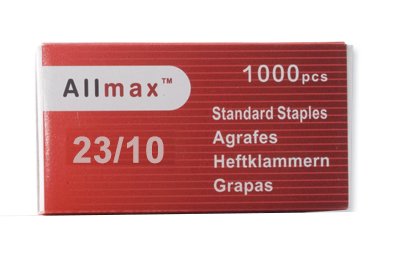 Allmax™
1000pcs
Standard Staples
Agrafes
23/10
Heftklammern
Grapas